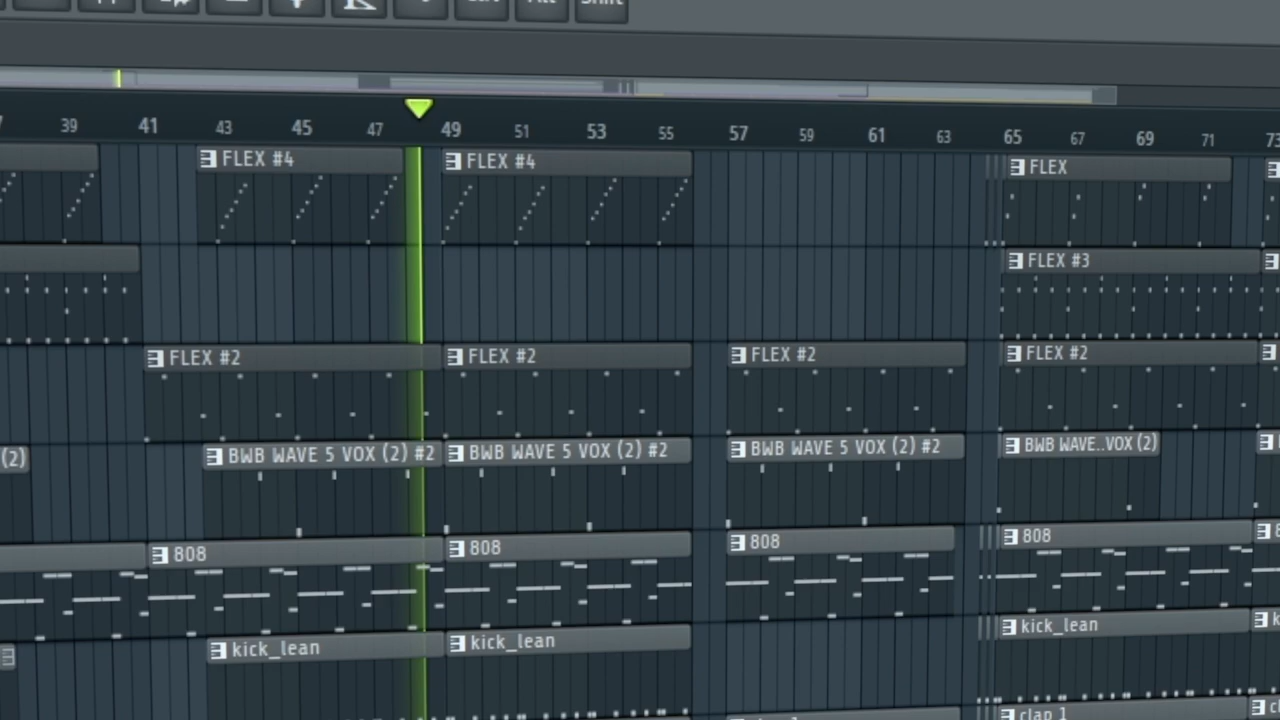 Shift
39 41 43 45 47 49 51 53 55 57 59 61 63 65 67 69 71 73
FLEX #4 FLEX #4 FLEX
FLEX #3
FLEX #2 FLEX #2 FLEX #2 FLEX #2
(2) BWB WAVE 5 VOX (2) #2 BWB WAVE 5 VOX (2) #2 BWB WAVE 5 VOX (2) #2 BWB WAVE..VOX (2)
808 808 808 808
kick_lean kick_lean kick_lean
clap 1